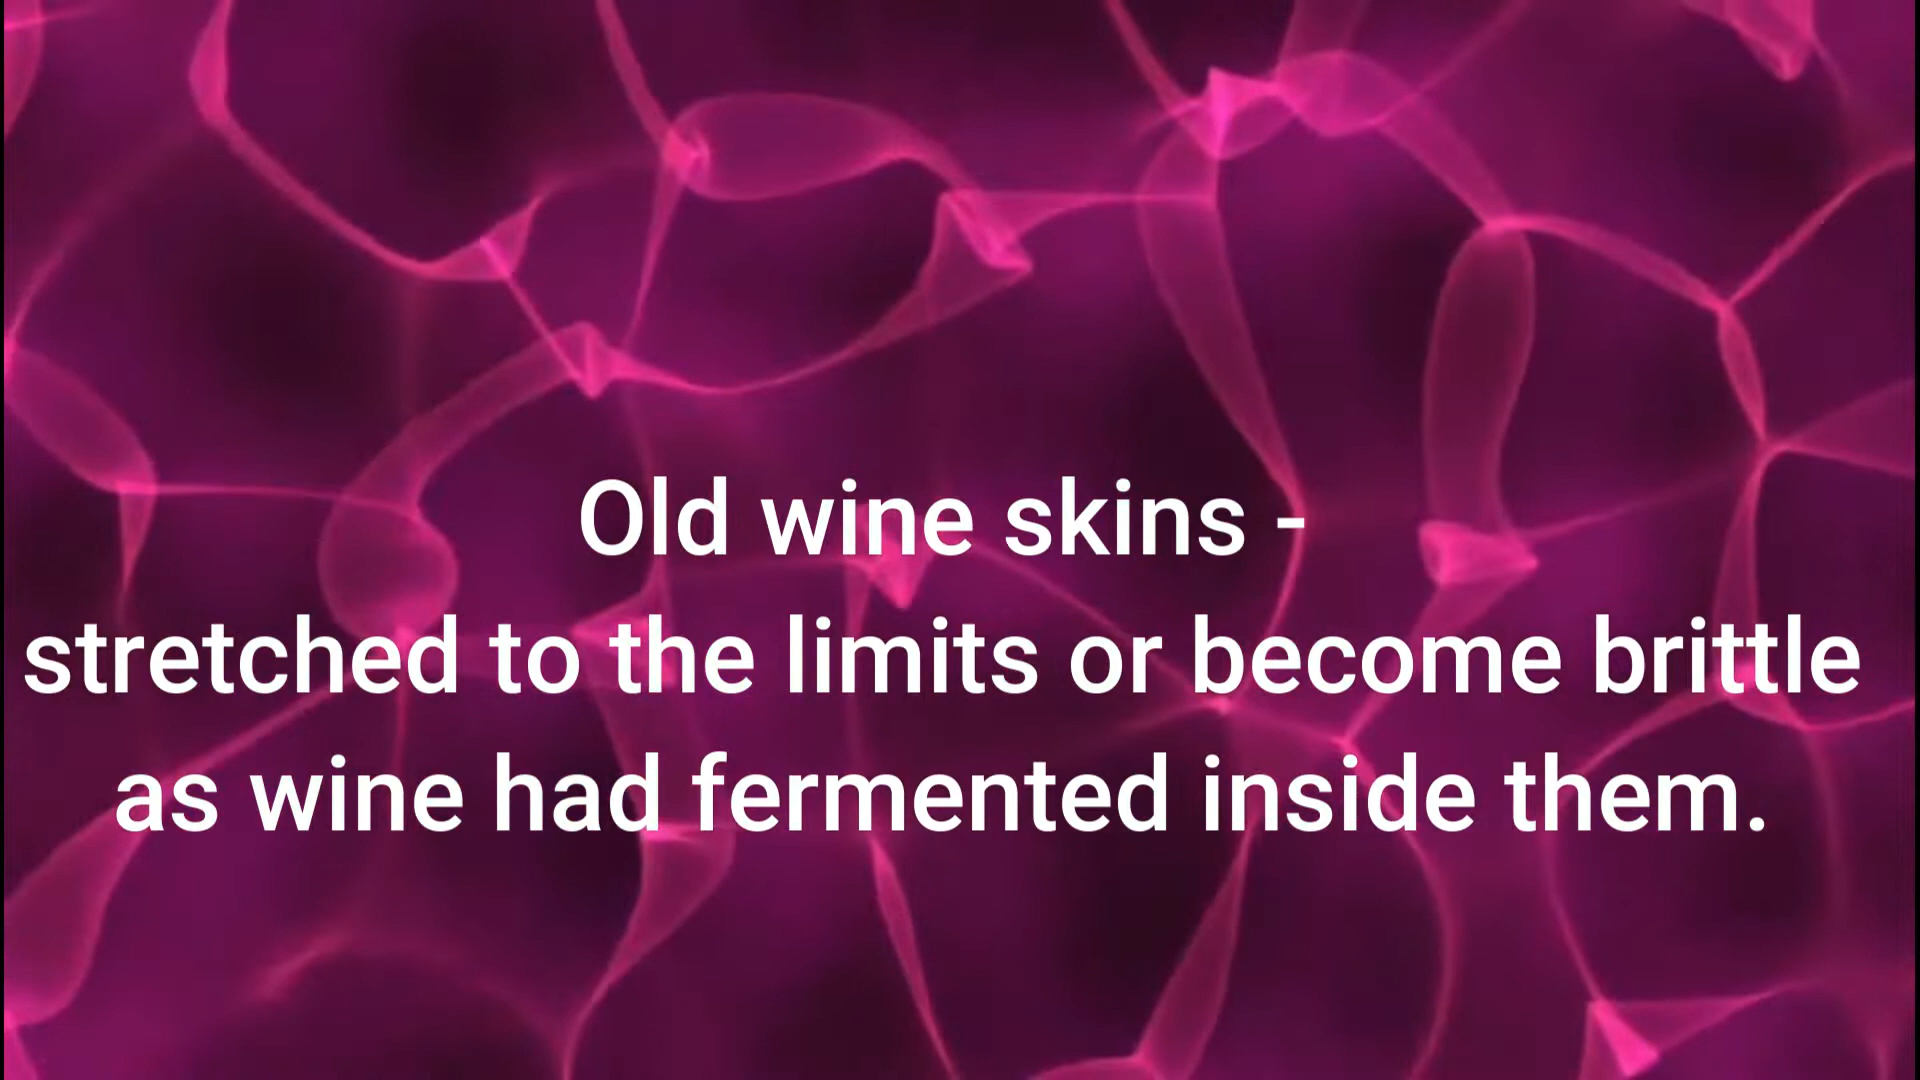 Old wine skins -
stretched to the limits or become brittle
as wine had fermented inside them.